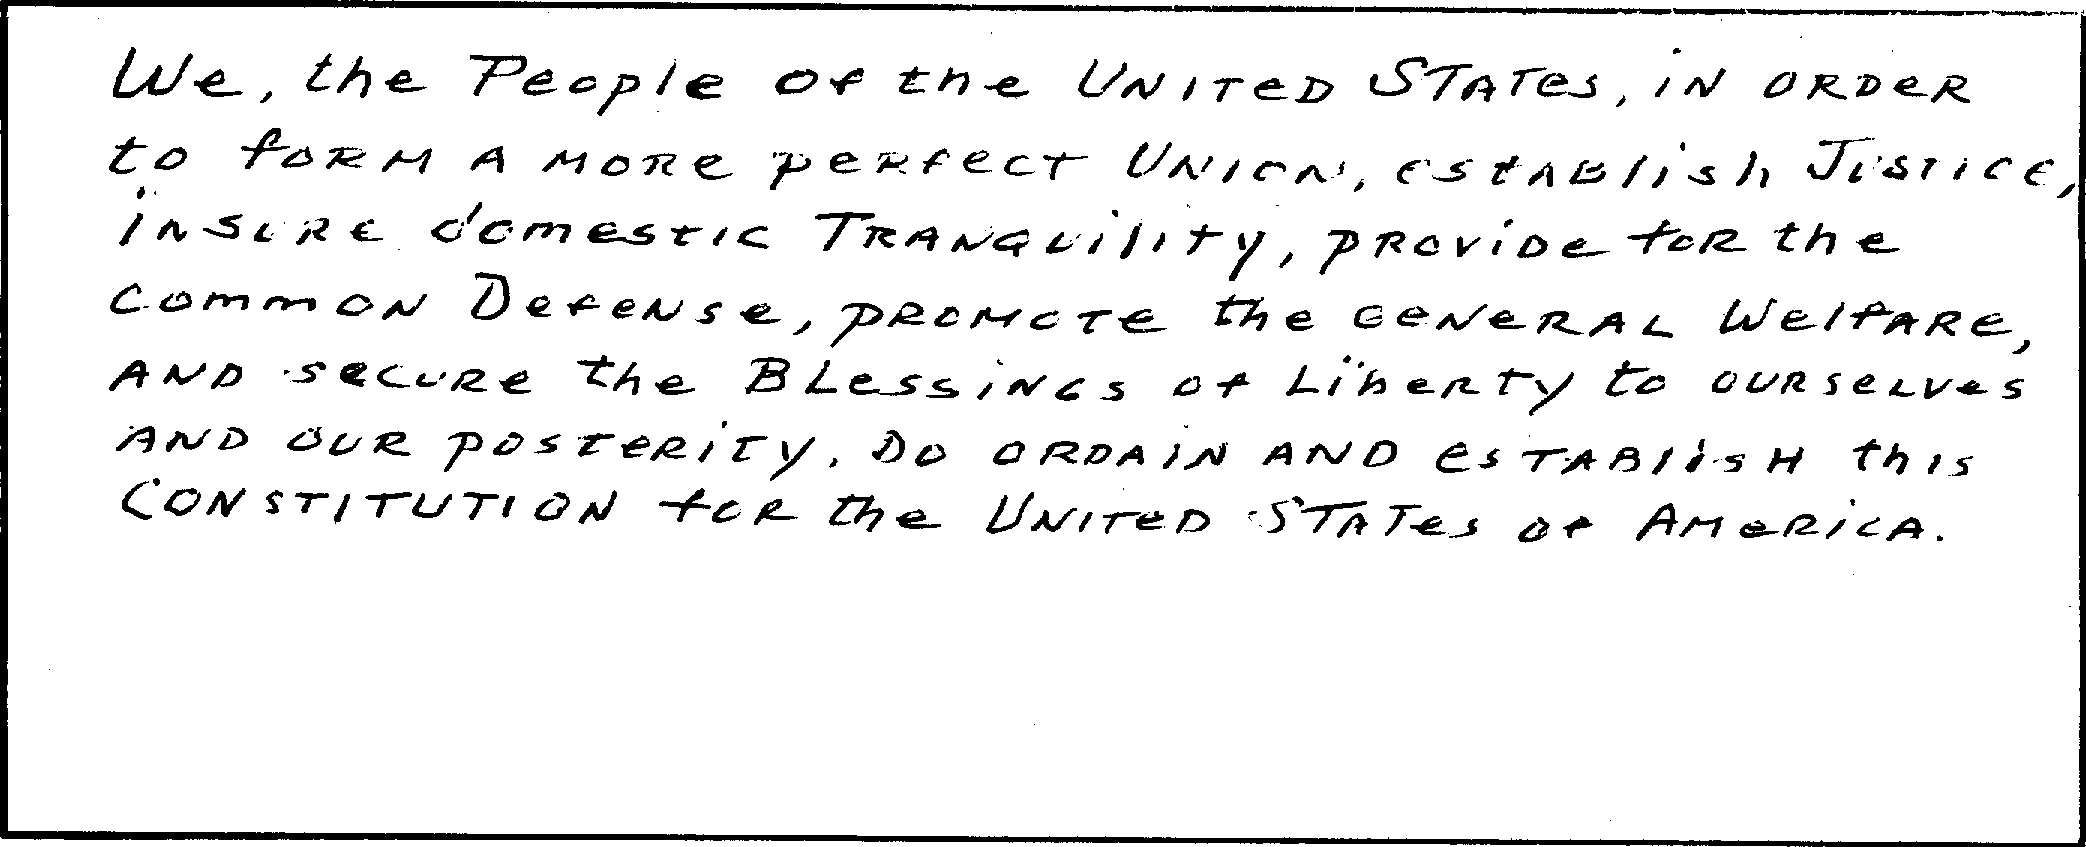 We, the People of the United States, in order
to form a more perfect Union, establish Justice,
insure domestic Tranquility, provide for the
common Defense, promote the general Welfare,
and secure the Blessings of Liberty to ourselves
and our posterity, do ordain and establish this
Constitution for the United States of America.